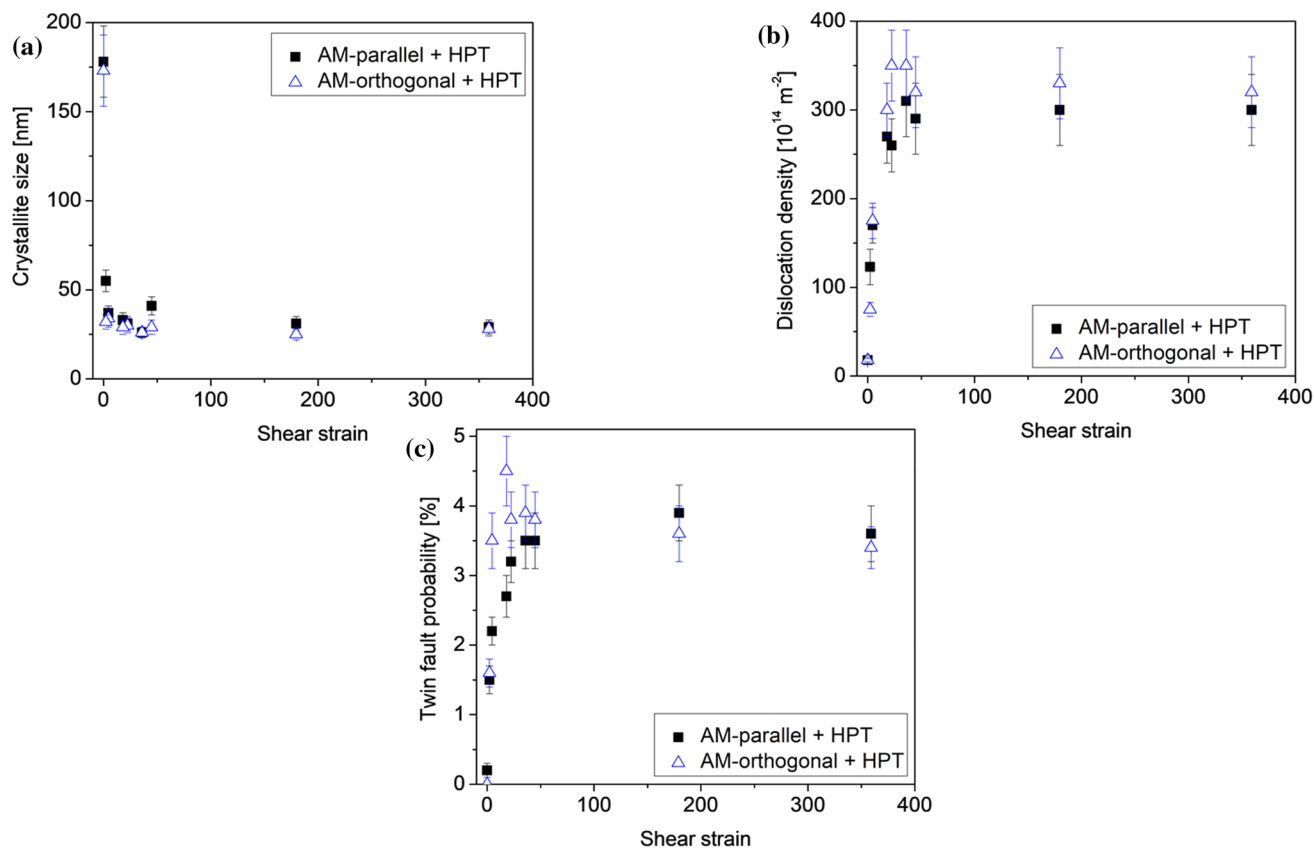 (a)
200
150
100
50
0
Crystallite size [nm]
AM-parallel + HPT
AM-orthogonal + HPT
0 100 200 300 400
Shear strain
(b)
400
300
200
100
0
Dislocation density [10¹⁴ m⁻²]
AM-parallel + HPT
AM-orthogonal + HPT
0 100 200 300 400
Shear strain
(c)
5
4
3
2
1
0
Twin fault probability [%]
AM-parallel + HPT
AM-orthogonal + HPT
0 100 200 300 400
Shear strain